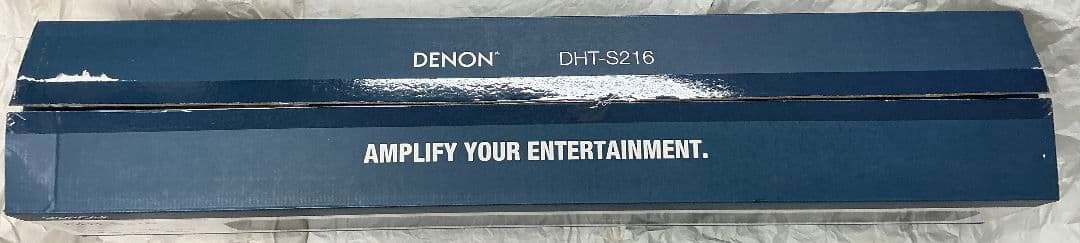 DENON DHT-S216
AMPLIFY YOUR ENTERTAINMENT.